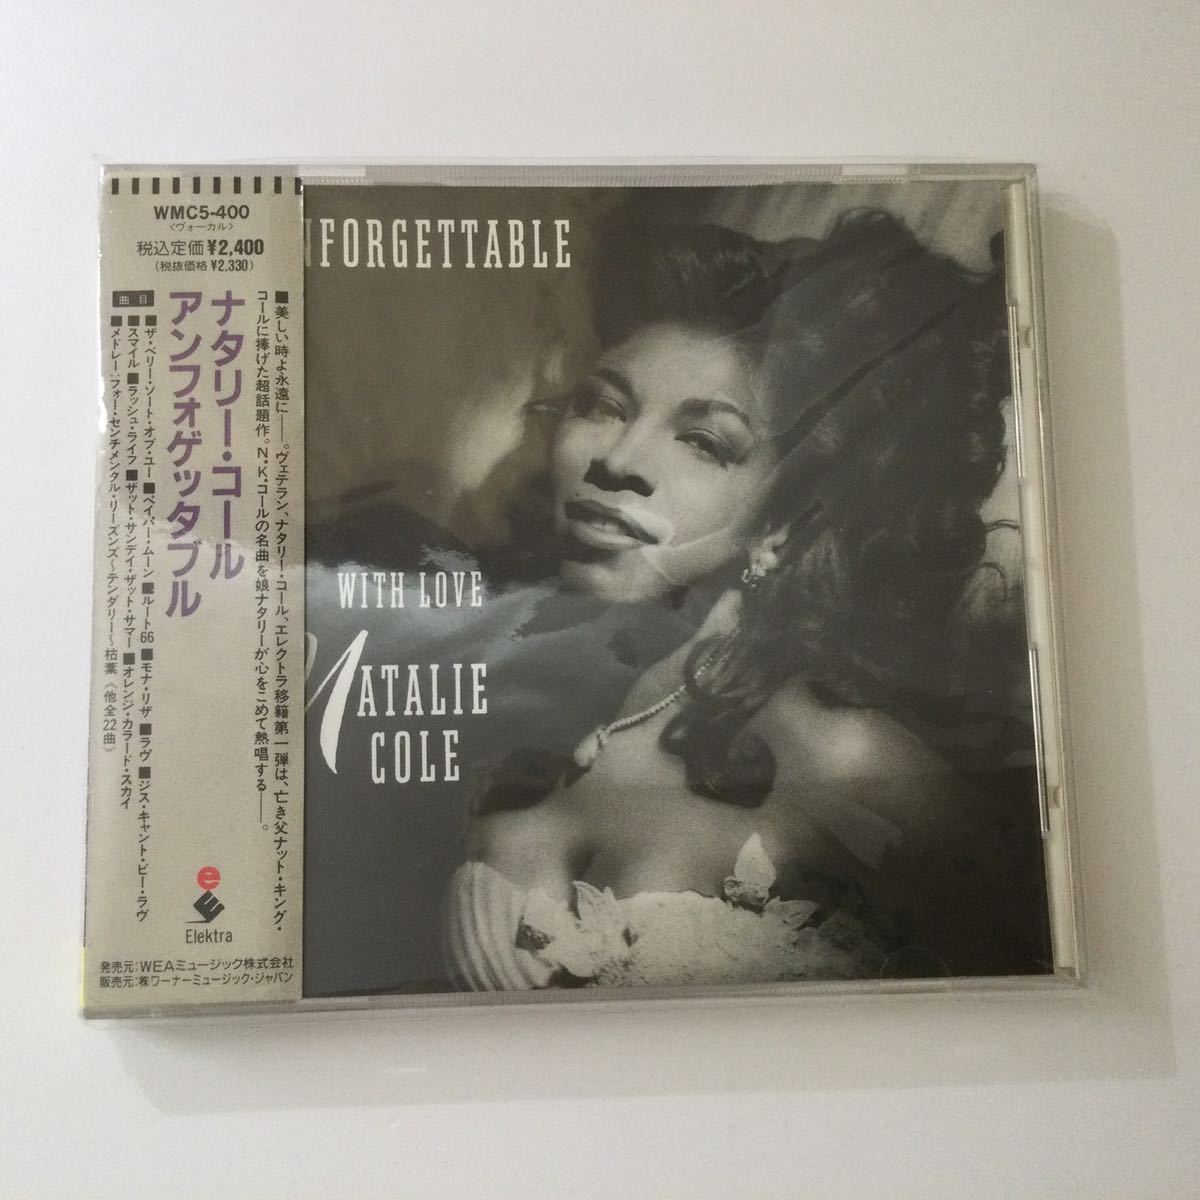 WMC5-400
〈ヴォーカル〉
税込定価¥2,400
(税抜価格 ¥2,330)
■美しい時よ永遠に──。ヴェテラン、ナタリー・コール、エレクトラ移籍第一弾は、亡き父ナット・キング・
コールに捧げた超話題作。N・K・コールの名曲を娘ナタリーが心をこめて熱唱する──。
ナタリー・コール
アンフォゲッタブル
曲目
■ザ・ベリー・ソート・オブ・ユー ■ペイパー・ムーン ■ルート66 ■モナ・リザ ■ラヴ ■ジス・キャント・ビー・ラヴ
■スマイル ■ラッシュ・ライフ ■ザット・サンデイ・ザット・サマー ■オレンジ・カラード・スカイ
■メドレー:フォー・センチメンタル・リーズンズ〜テンダリー〜枯葉 《他全22曲》
e
Elektra
発売元:WEAミュージック株式会社
販売元:㈱ワーナーミュージック・ジャパン
NFORGETTABLE
WITH LOVE
NATALIE
COLE